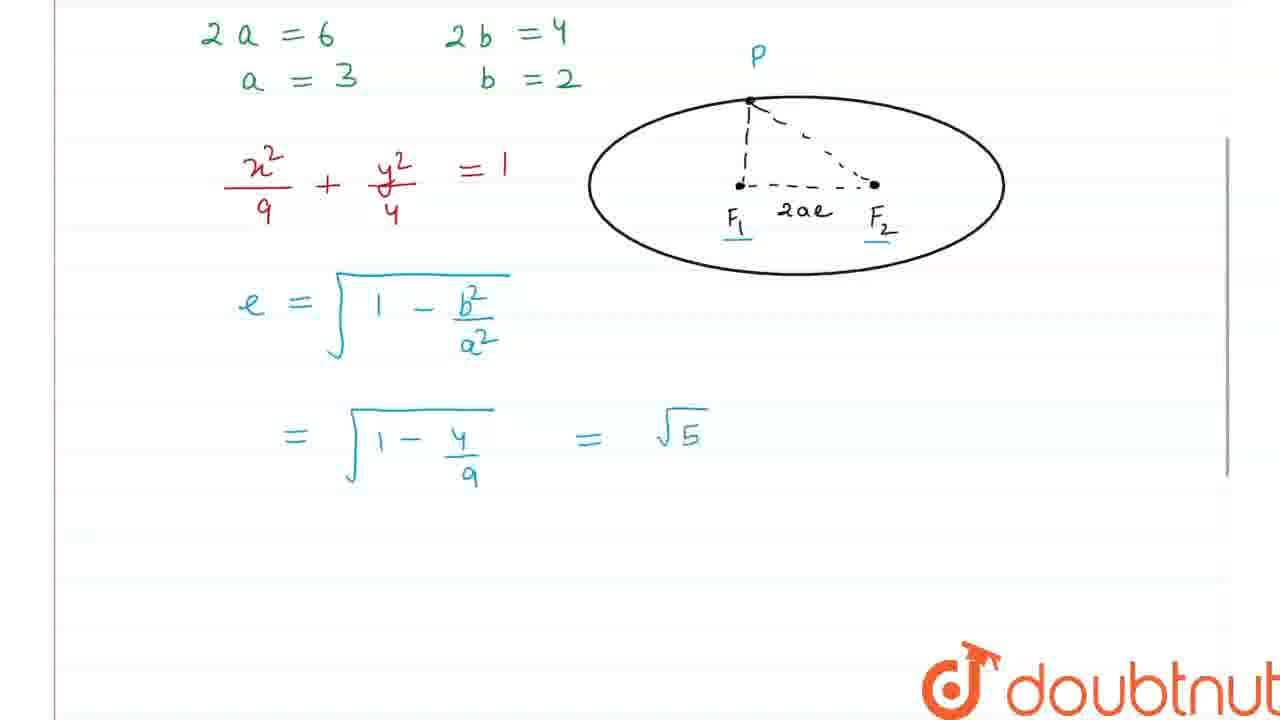 2a = 6 2b = 4
a = 3 b = 2
P
x²/9 + y²/4 = 1
F₁ 2ae F₂
e = √(1 - b²/a²)
= √(1 - 4/9) = √5
doubtnut